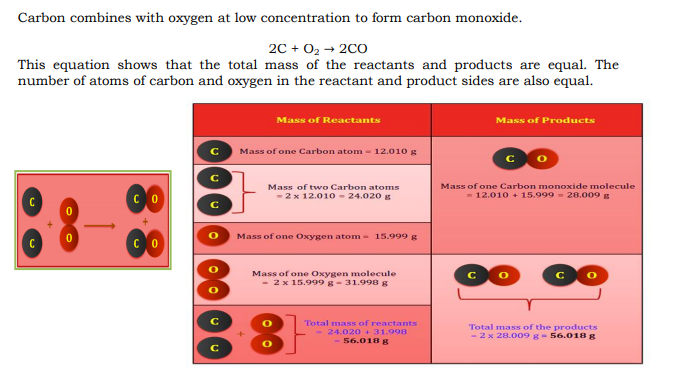 Carbon combines with oxygen at low concentration to form carbon monoxide.
2C + O₂ → 2CO
This equation shows that the total mass of the reactants and products are equal. The
number of atoms of carbon and oxygen in the reactant and product sides are also equal.
C
C
+
O
O
C O
+
C O
Mass of Reactants
Mass of Products
C
Mass of one Carbon atom = 12.010 g
C O
Mass of one Carbon monoxide molecule
= 12.010 + 15.999 = 28.009 g
C
C
Mass of two Carbon atoms
= 2 x 12.010 = 24.020 g
O
Mass of one Oxygen atom = 15.999 g
O
O
Mass of one Oxygen molecule
= 2 x 15.999 g = 31.998 g
C O
C O
C
C
+
O
O
Total mass of reactants
= 24.020 + 31.998
= 56.018 g
Total mass of the products
= 2 x 28.009 g = 56.018 g